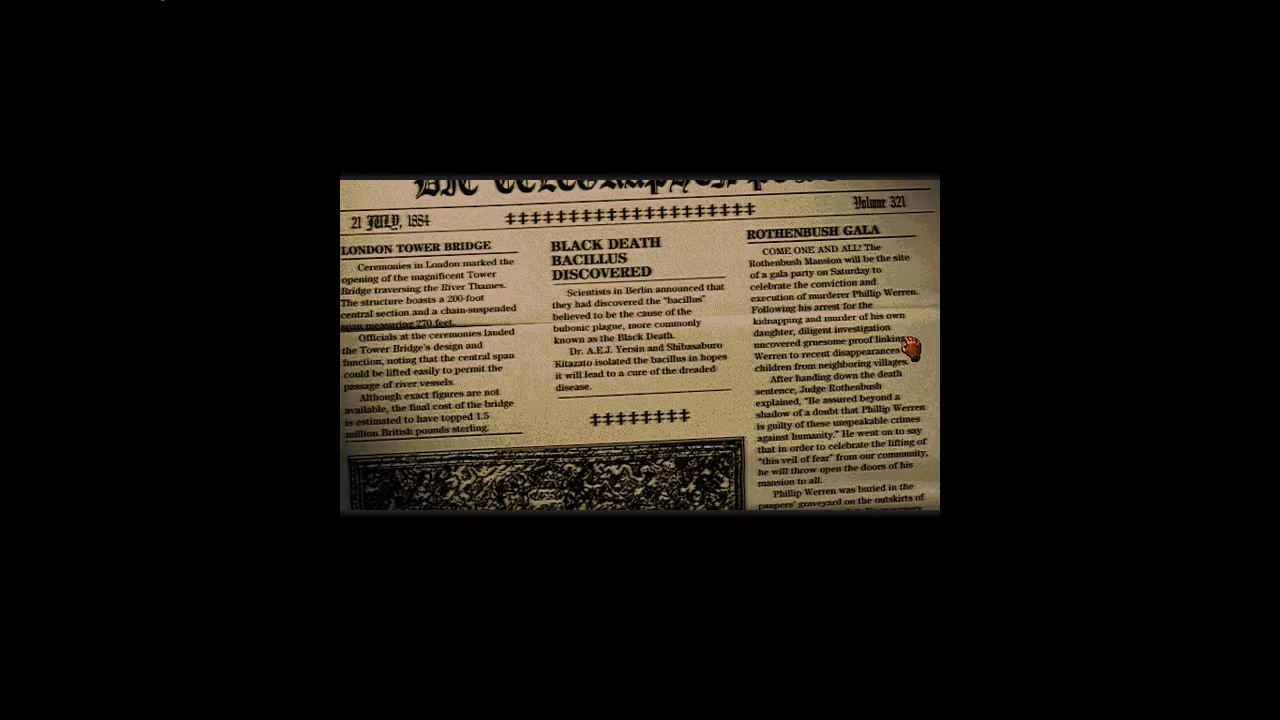 21 JULY, 1884
Volume 321
LONDON TOWER BRIDGE
Ceremonies in London marked the
opening of the magnificent Tower
Bridge traversing the River Thames.
The structure boasts a 200-foot
central section and a chain-suspended
span measuring 270 feet.
Officials at the ceremonies lauded
the Tower Bridge's design and
function, noting that the central span
could be lifted easily to permit the
passage of river vessels.
Although exact figures are not
available, the final cost of the bridge
is estimated to have topped 1.5
million British pounds sterling.
BLACK DEATH
BACILLUS
DISCOVERED
Scientists in Berlin announced that
they had discovered the "bacillus"
believed to be the cause of the
bubonic plague, more commonly
known as the Black Death.
Dr. A.E.J. Yersin and Shibasaburo
Kitazato isolated the bacillus in hopes
it will lead to a cure of the dreaded
disease.
ROTHENBUSH GALA
COME ONE AND ALL! The
Rothenbush Mansion will be the site
of a gala party on Saturday to
celebrate the conviction and
execution of murderer Phillip Werren.
Following his arrest for the
kidnapping and murder of his own
daughter, diligent investigation
uncovered gruesome proof linking
Werren to recent disappearances
children from neighboring villages.
After handing down the death
sentence, Judge Rothenbush
explained, "Be assured beyond a
shadow of a doubt that Phillip Werren
is guilty of these unspeakable crimes
against humanity." He went on to say
that in order to celebrate the lifting of
"this veil of fear" from our community,
he will throw open the doors of his
mansion to all.
Phillip Werren was buried in the
paupers' graveyard on the outskirts of